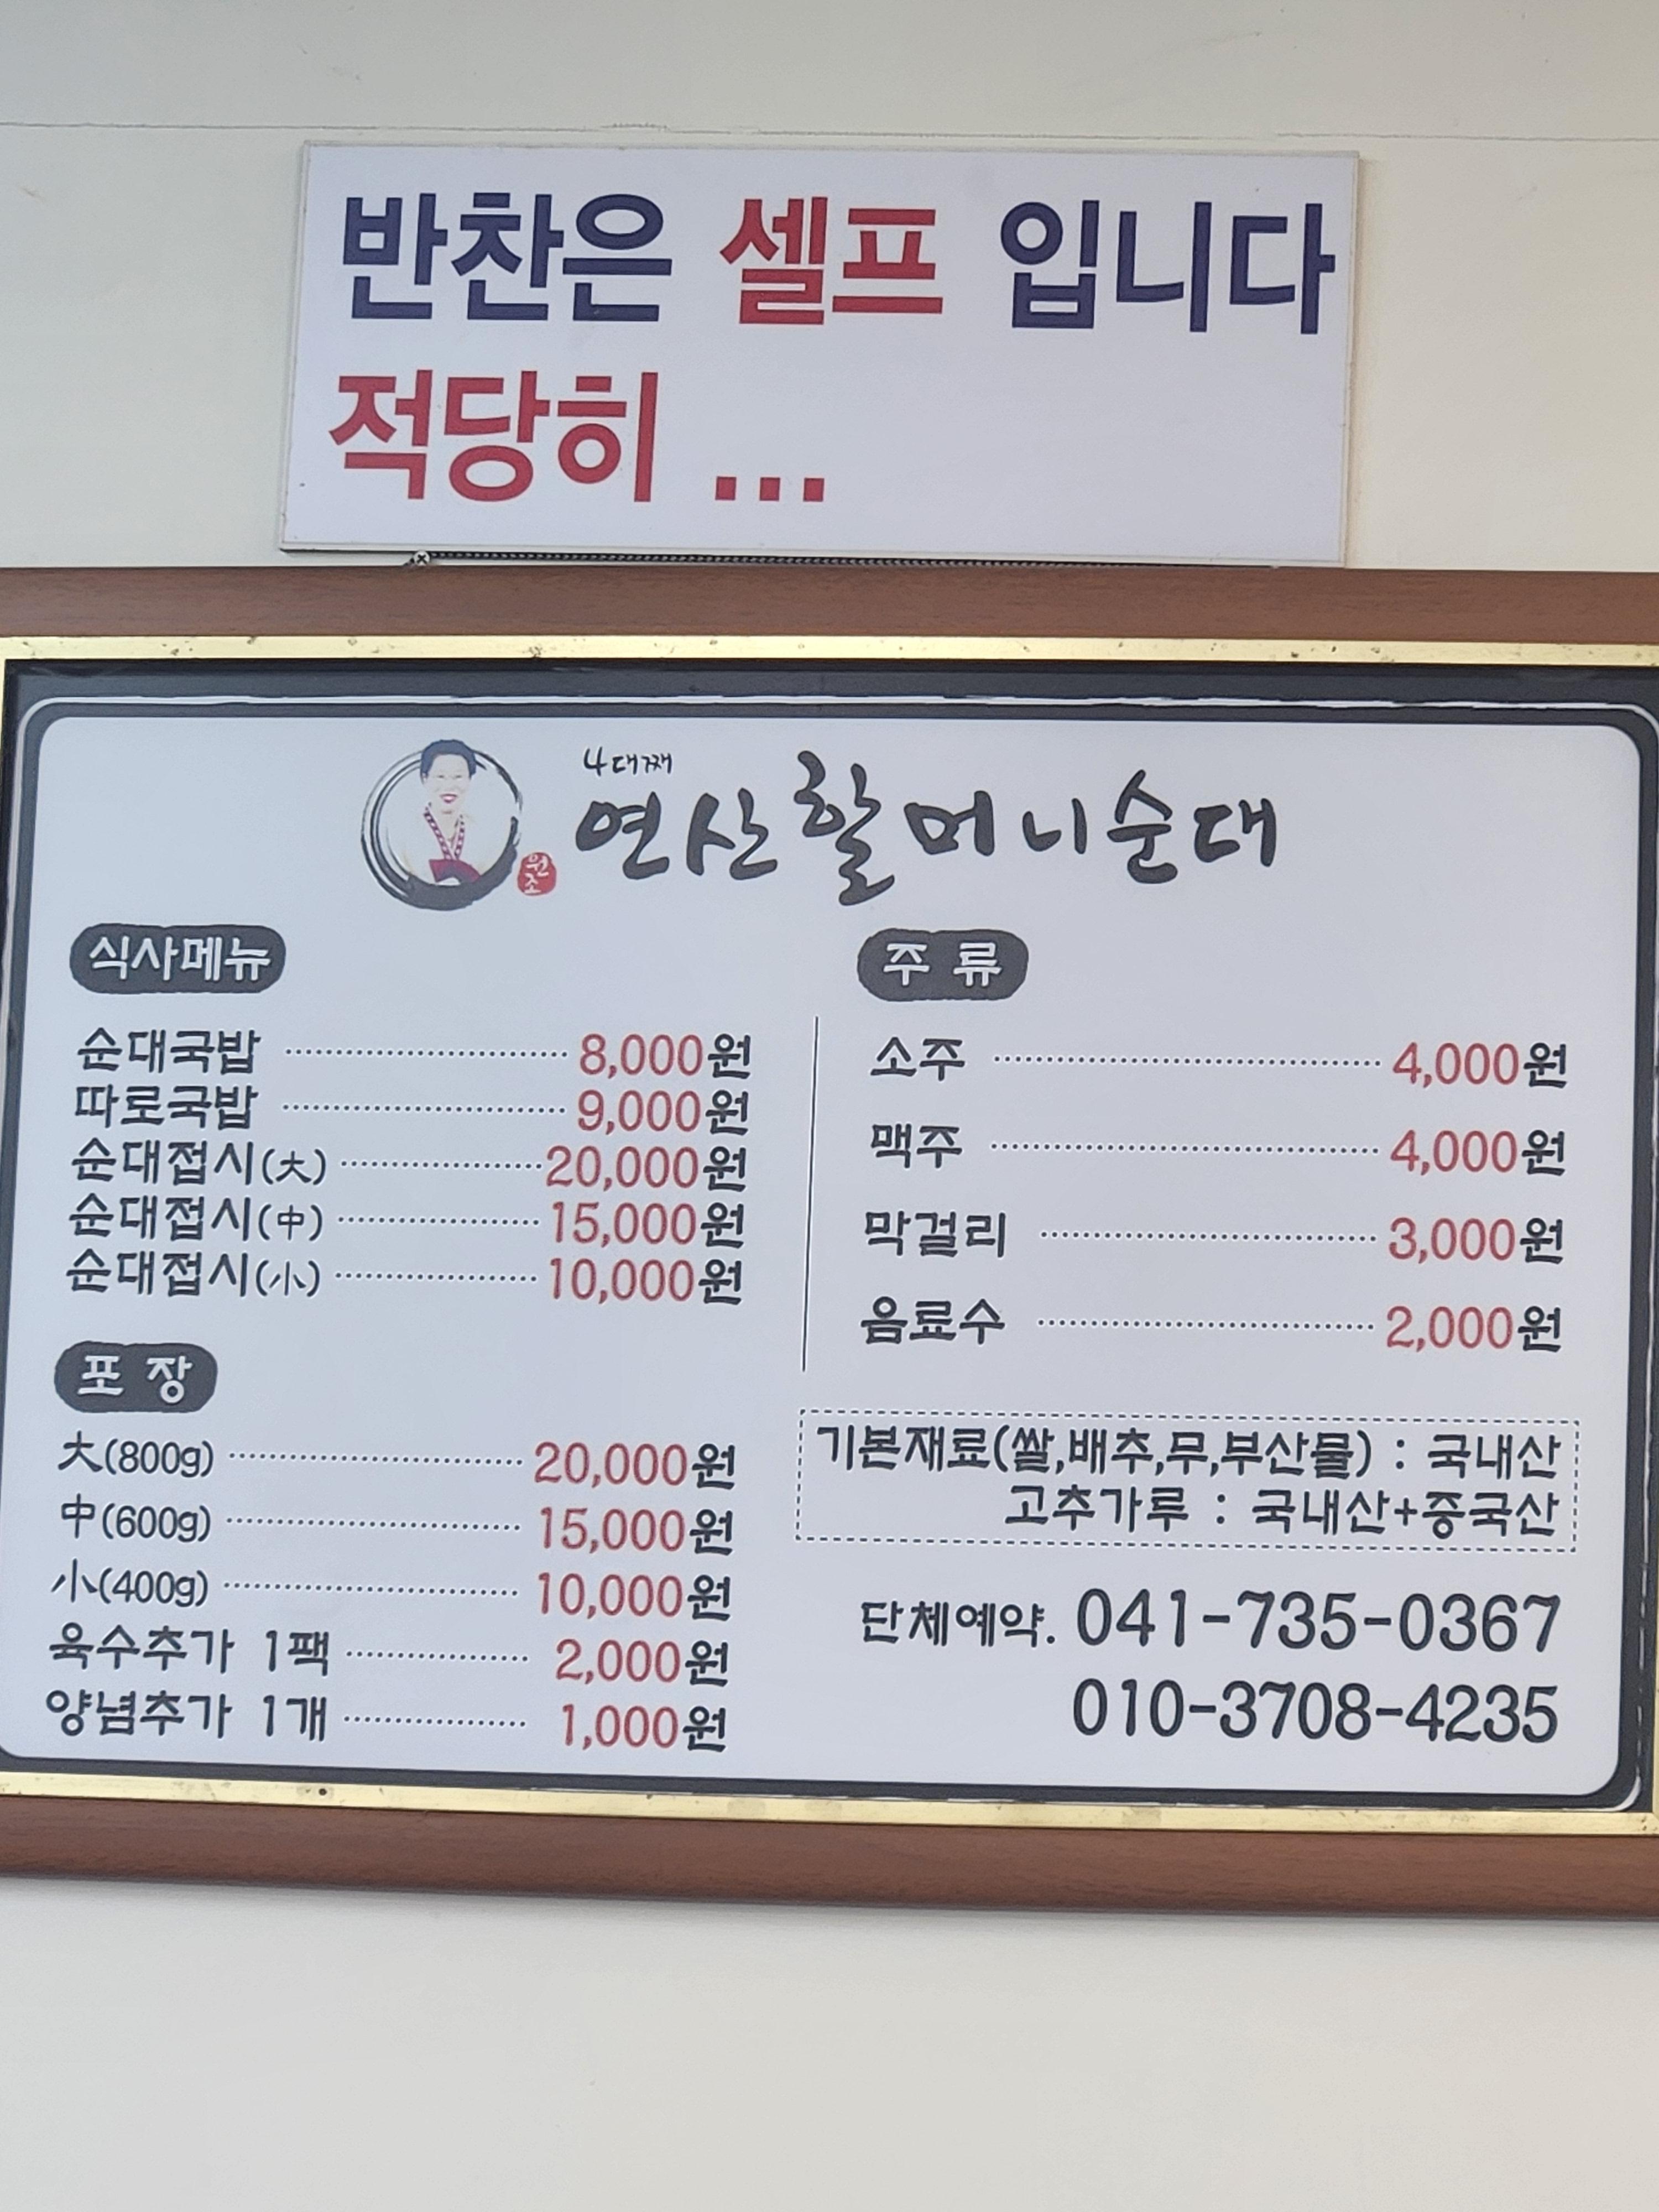 반찬은 셀프 입니다
적당히 ...
4대째
연산할머니순대
원조
식사메뉴
순대국밥 8,000원
따로국밥 9,000원
순대접시(大) 20,000원
순대접시(中) 15,000원
순대접시(小) 10,000원
포 장
大(800g) 20,000원
中(600g) 15,000원
小(400g) 10,000원
육수추가 1팩 2,000원
양념추가 1개 1,000원
주 류
소주 4,000원
맥주 4,000원
막걸리 3,000원
음료수 2,000원
기본재료(쌀,배추,무,부산물) : 국내산
고추가루 : 국내산+중국산
단체예약. 041-735-0367
010-3708-4235